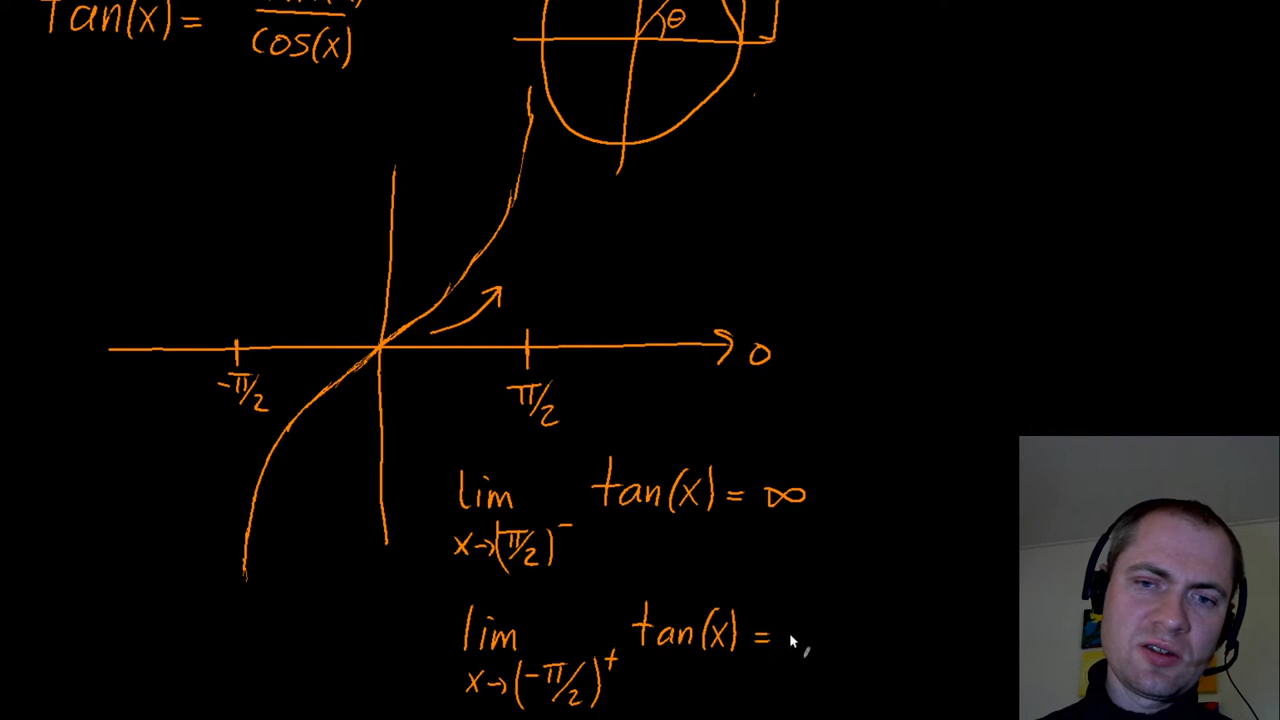 Tan(x) =
cos(x)
θ
0
-π/2
π/2
lim tan(x) = ∞
x→(π/2)⁻
lim tan(x) =
x→(-π/2)⁺